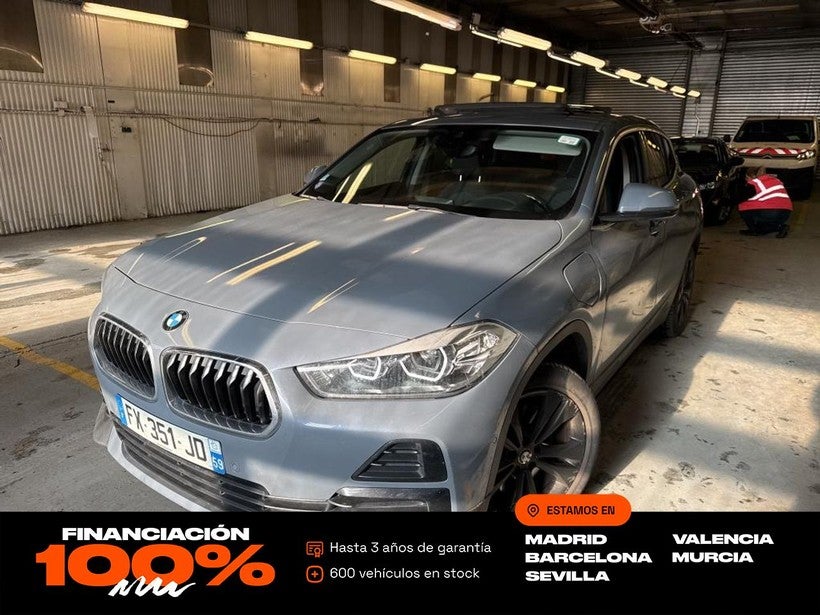 BMW
FX-351-JD
59
FINANCIACIÓN
100%
Hasta 3 años de garantía
600 vehículos en stock
ESTAMOS EN
MADRID
BARCELONA
SEVILLA
VALENCIA
MURCIA